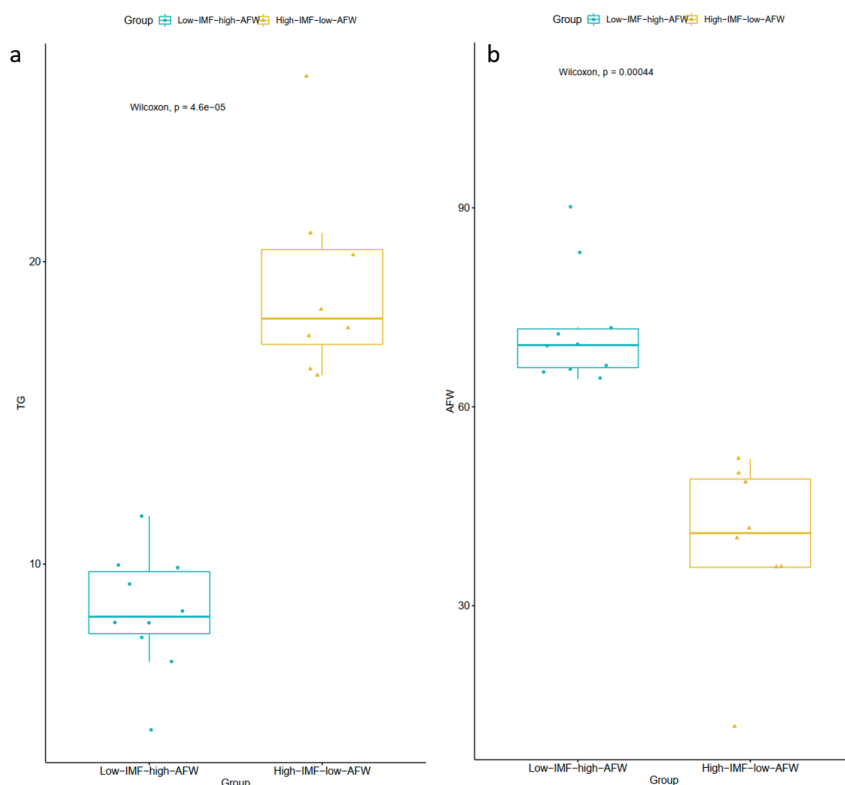 Group Low-IMF-high-AFW High-IMF-low-AFW
a
Wilcoxon, p = 4.6e-05
20
10
TG
Low-IMF-high-AFW High-IMF-low-AFW
Group
Group Low-IMF-high-AFW High-IMF-low-AFW
b
Wilcoxon, p = 0.00044
90
60
30
AFW
Low-IMF-high-AFW High-IMF-low-AFW
Group